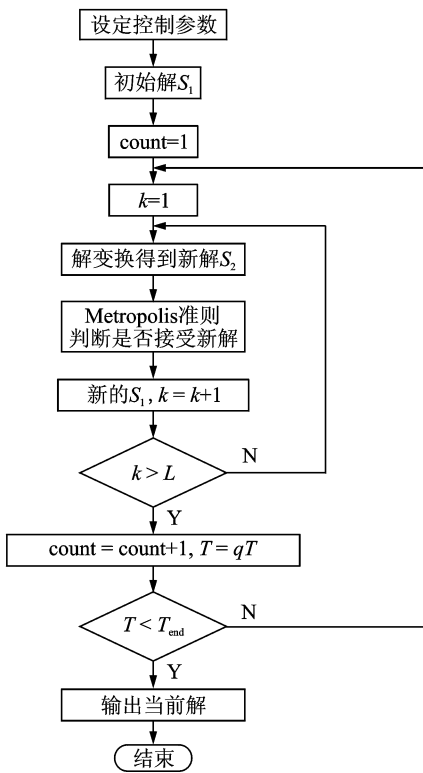 设定控制参数
初始解S₁
count=1
k=1
解变换得到新解S₂
Metropolis准则
判断是否接受新解
新的S₁, k = k+1
k > L
N
Y
count = count+1, T = qT
T < Tend
N
Y
输出当前解
结束